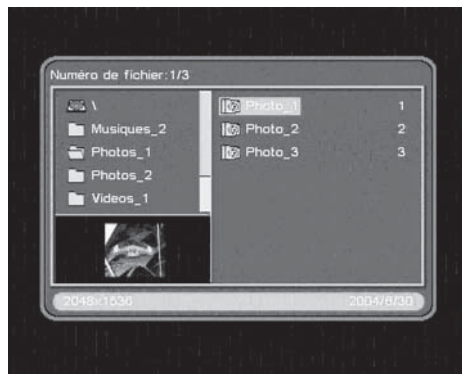 Numéro de fichier:1/3
\
Musiques_2
Photos_1
Photos_2
Videos_1
Photo_1 1
Photo_2 2
Photo_3 3
2048x1536 2004/6/30